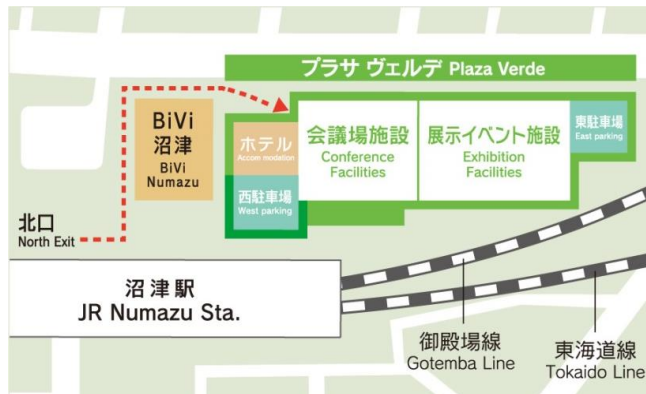 プラサ ヴェルデ Plaza Verde
BiVi
沼津
BiVi
Numazu
ホテル
Accommodation
会議場施設
Conference
Facilities
展示イベント施設
Exhibition
Facilities
東駐車場
East parking
西駐車場
West parking
北口
North Exit
沼津駅
JR Numazu Sta.
御殿場線
Gotemba Line
東海道線
Tokaido Line